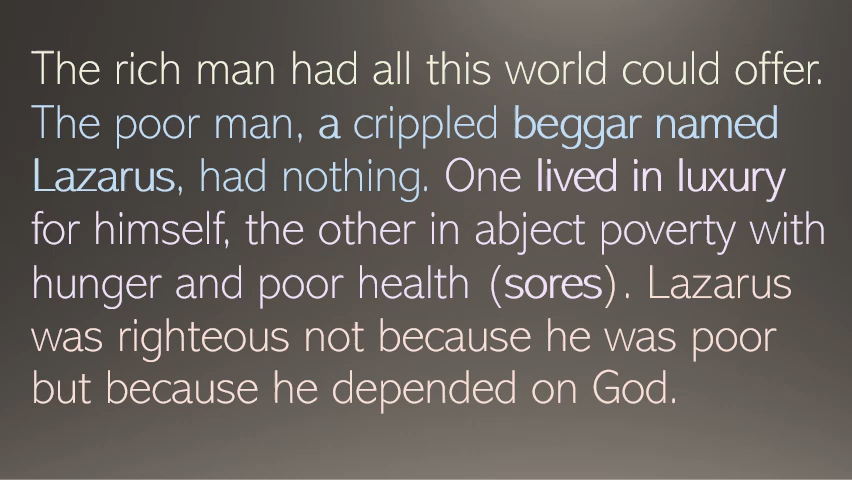 The rich man had all this world could offer.
The poor man, a crippled beggar named
Lazarus, had nothing. One lived in luxury
for himself, the other in abject poverty with
hunger and poor health (sores). Lazarus
was righteous not because he was poor
but because he depended on God.